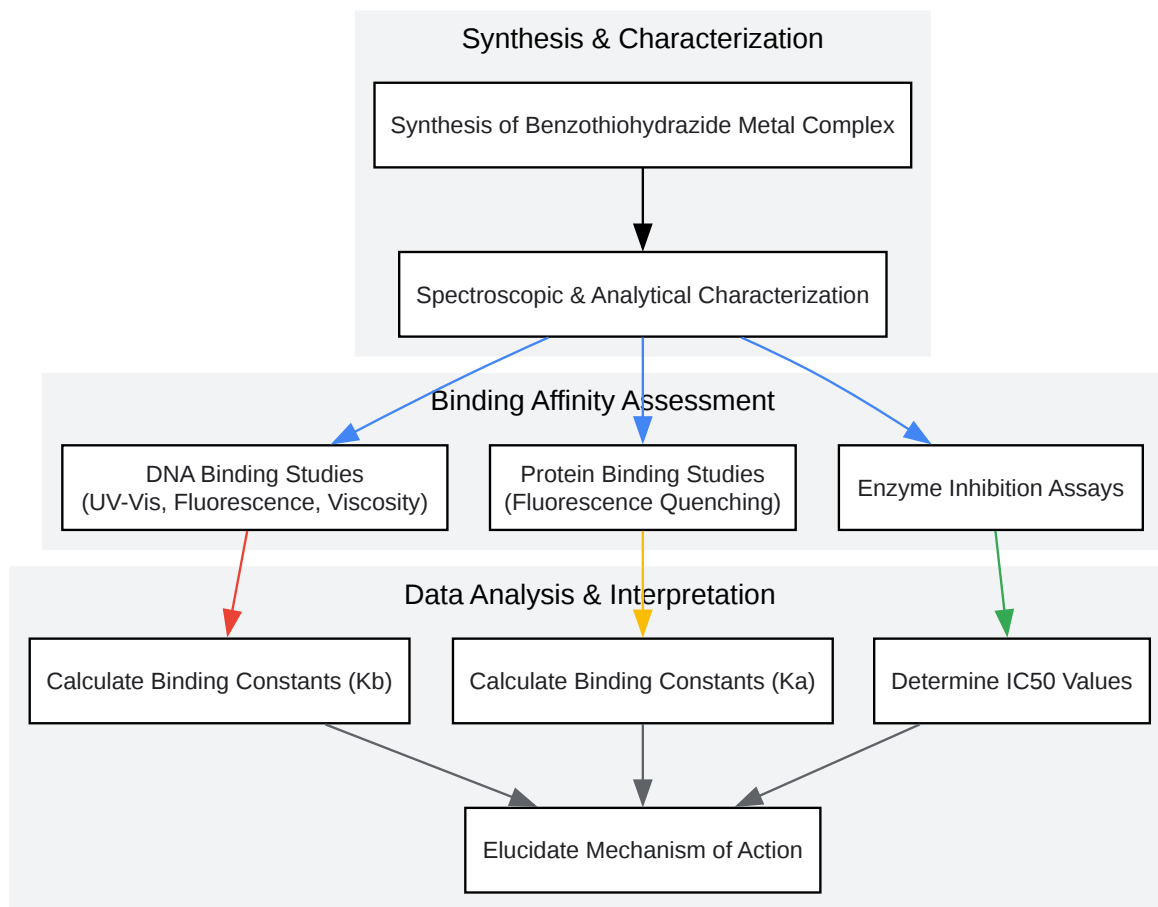 Synthesis & Characterization
Synthesis of Benzothiohydrazide Metal Complex
Spectroscopic & Analytical Characterization
Binding Affinity Assessment
DNA Binding Studies
(UV-Vis, Fluorescence, Viscosity)
Protein Binding Studies
(Fluorescence Quenching)
Enzyme Inhibition Assays
Data Analysis & Interpretation
Calculate Binding Constants (Kb)
Calculate Binding Constants (Ka)
Determine IC50 Values
Elucidate Mechanism of Action